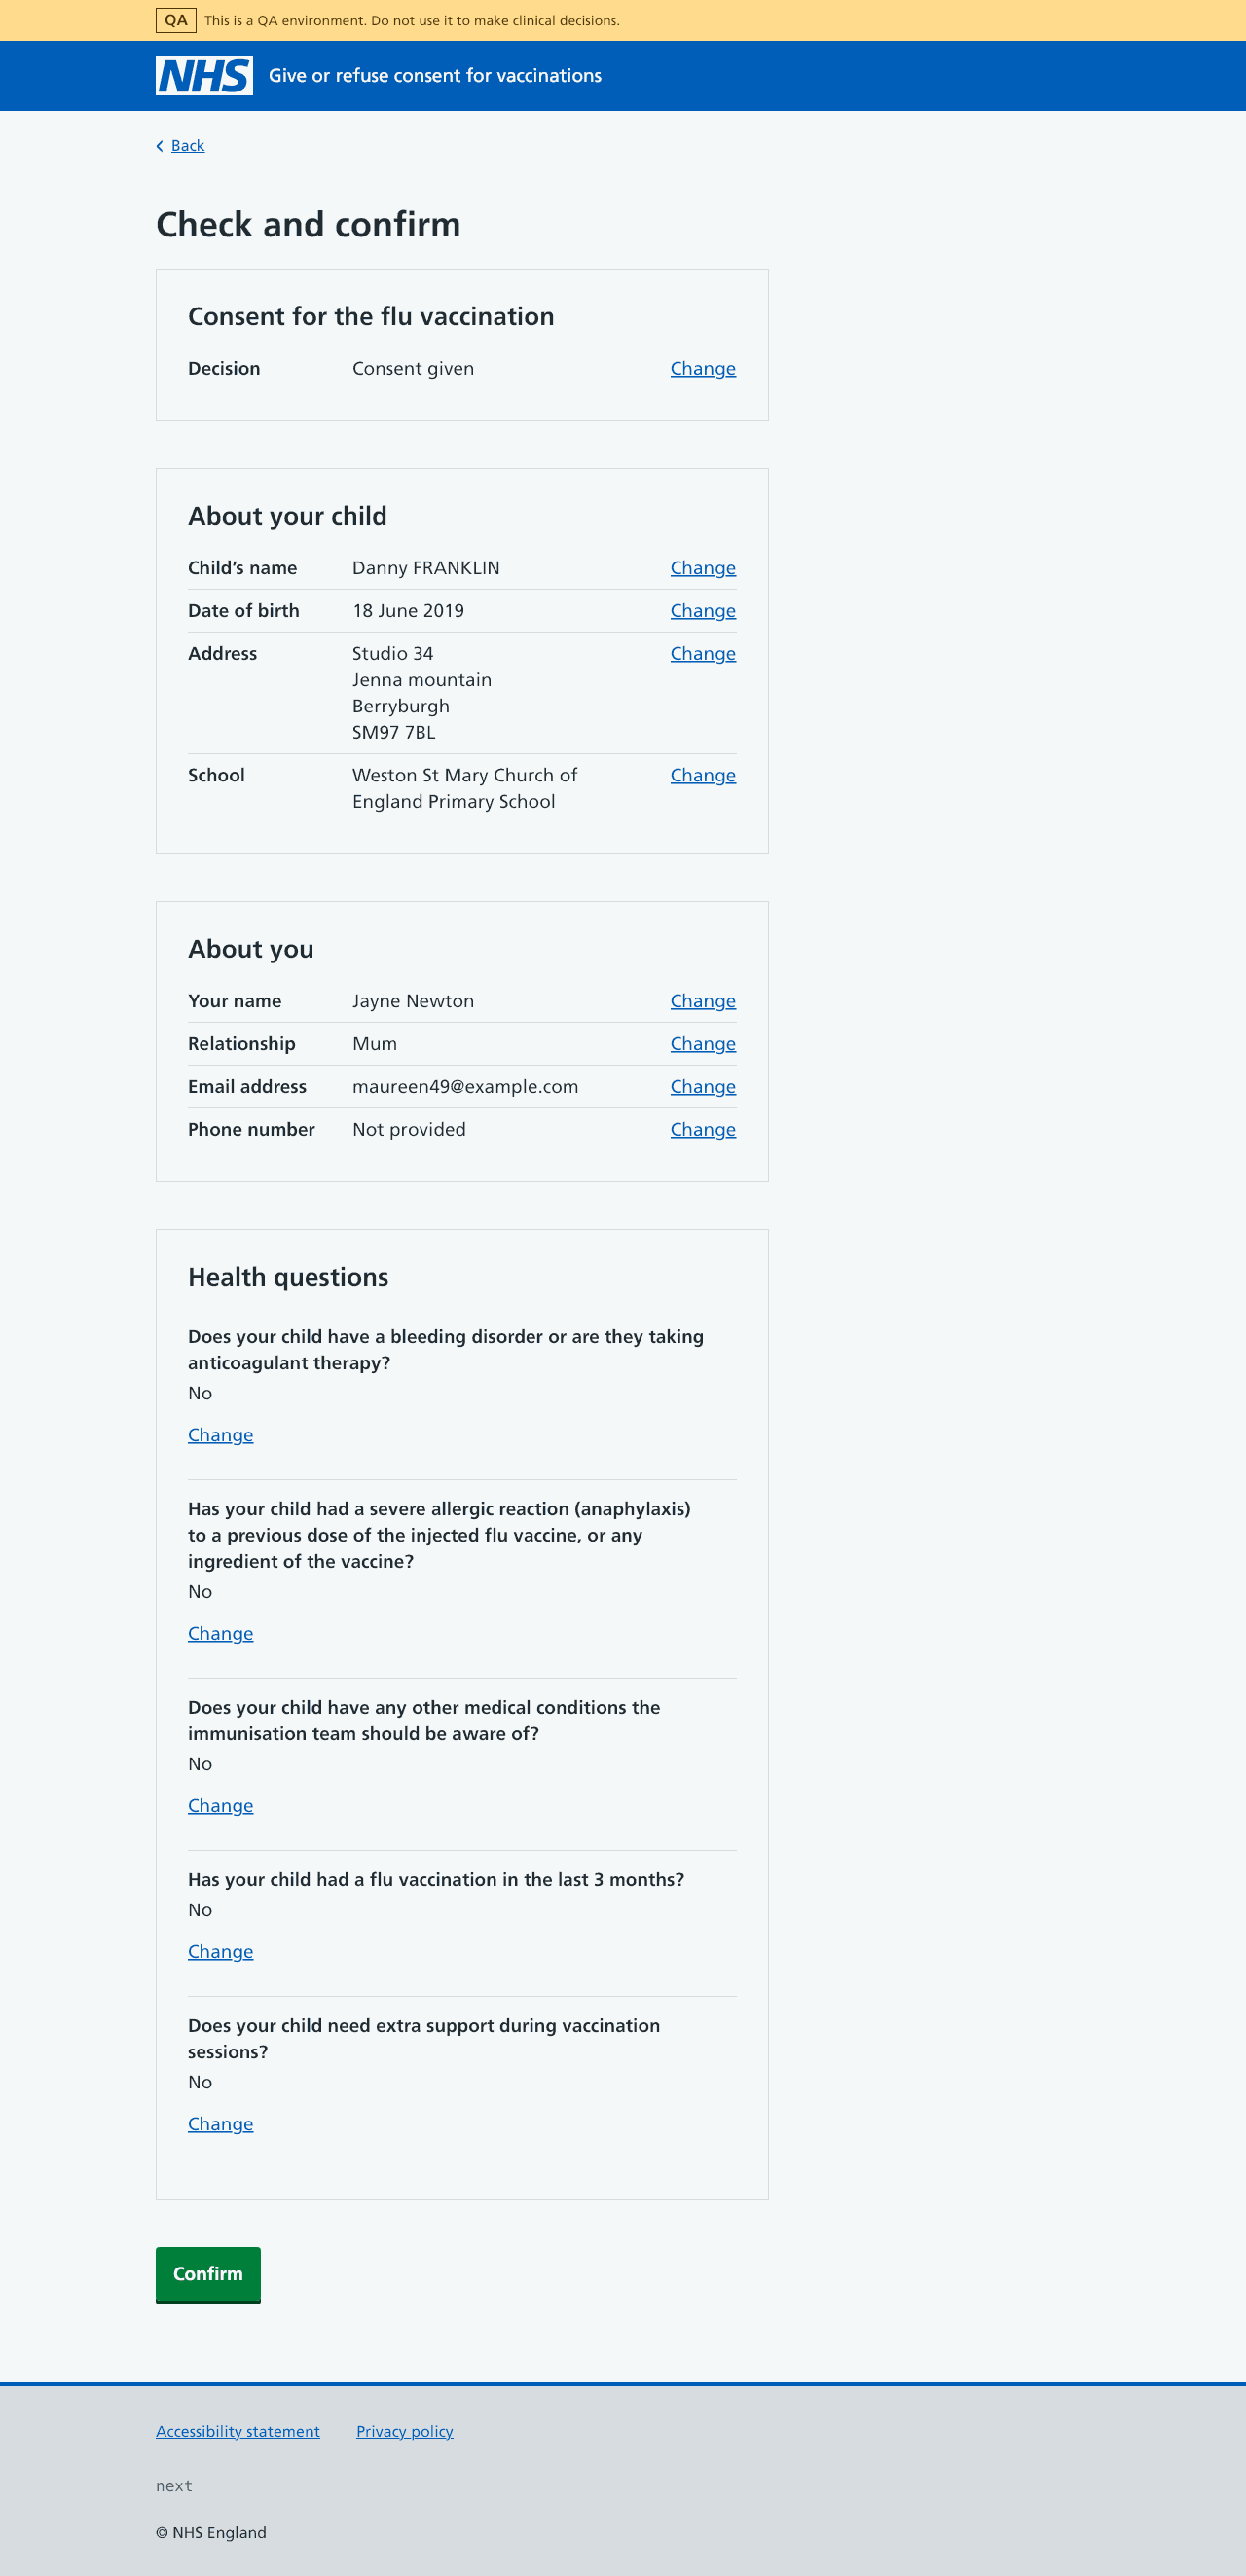 QA This is a QA environment. Do not use it to make clinical decisions.
NHS Give or refuse consent for vaccinations
Back
Check and confirm
Consent for the flu vaccination
Decision Consent given Change
About your child
Child’s name Danny FRANKLIN Change
Date of birth 18 June 2019 Change
Address Studio 34 Change
Jenna mountain
Berryburgh
SM97 7BL
School Weston St Mary Church of Change
England Primary School
About you
Your name Jayne Newton Change
Relationship Mum Change
Email address maureen49@example.com Change
Phone number Not provided Change
Health questions
Does your child have a bleeding disorder or are they taking
anticoagulant therapy?
No
Change
Has your child had a severe allergic reaction (anaphylaxis)
to a previous dose of the injected flu vaccine, or any
ingredient of the vaccine?
No
Change
Does your child have any other medical conditions the
immunisation team should be aware of?
No
Change
Has your child had a flu vaccination in the last 3 months?
No
Change
Does your child need extra support during vaccination
sessions?
No
Change
Confirm
Accessibility statement Privacy policy
next
© NHS England